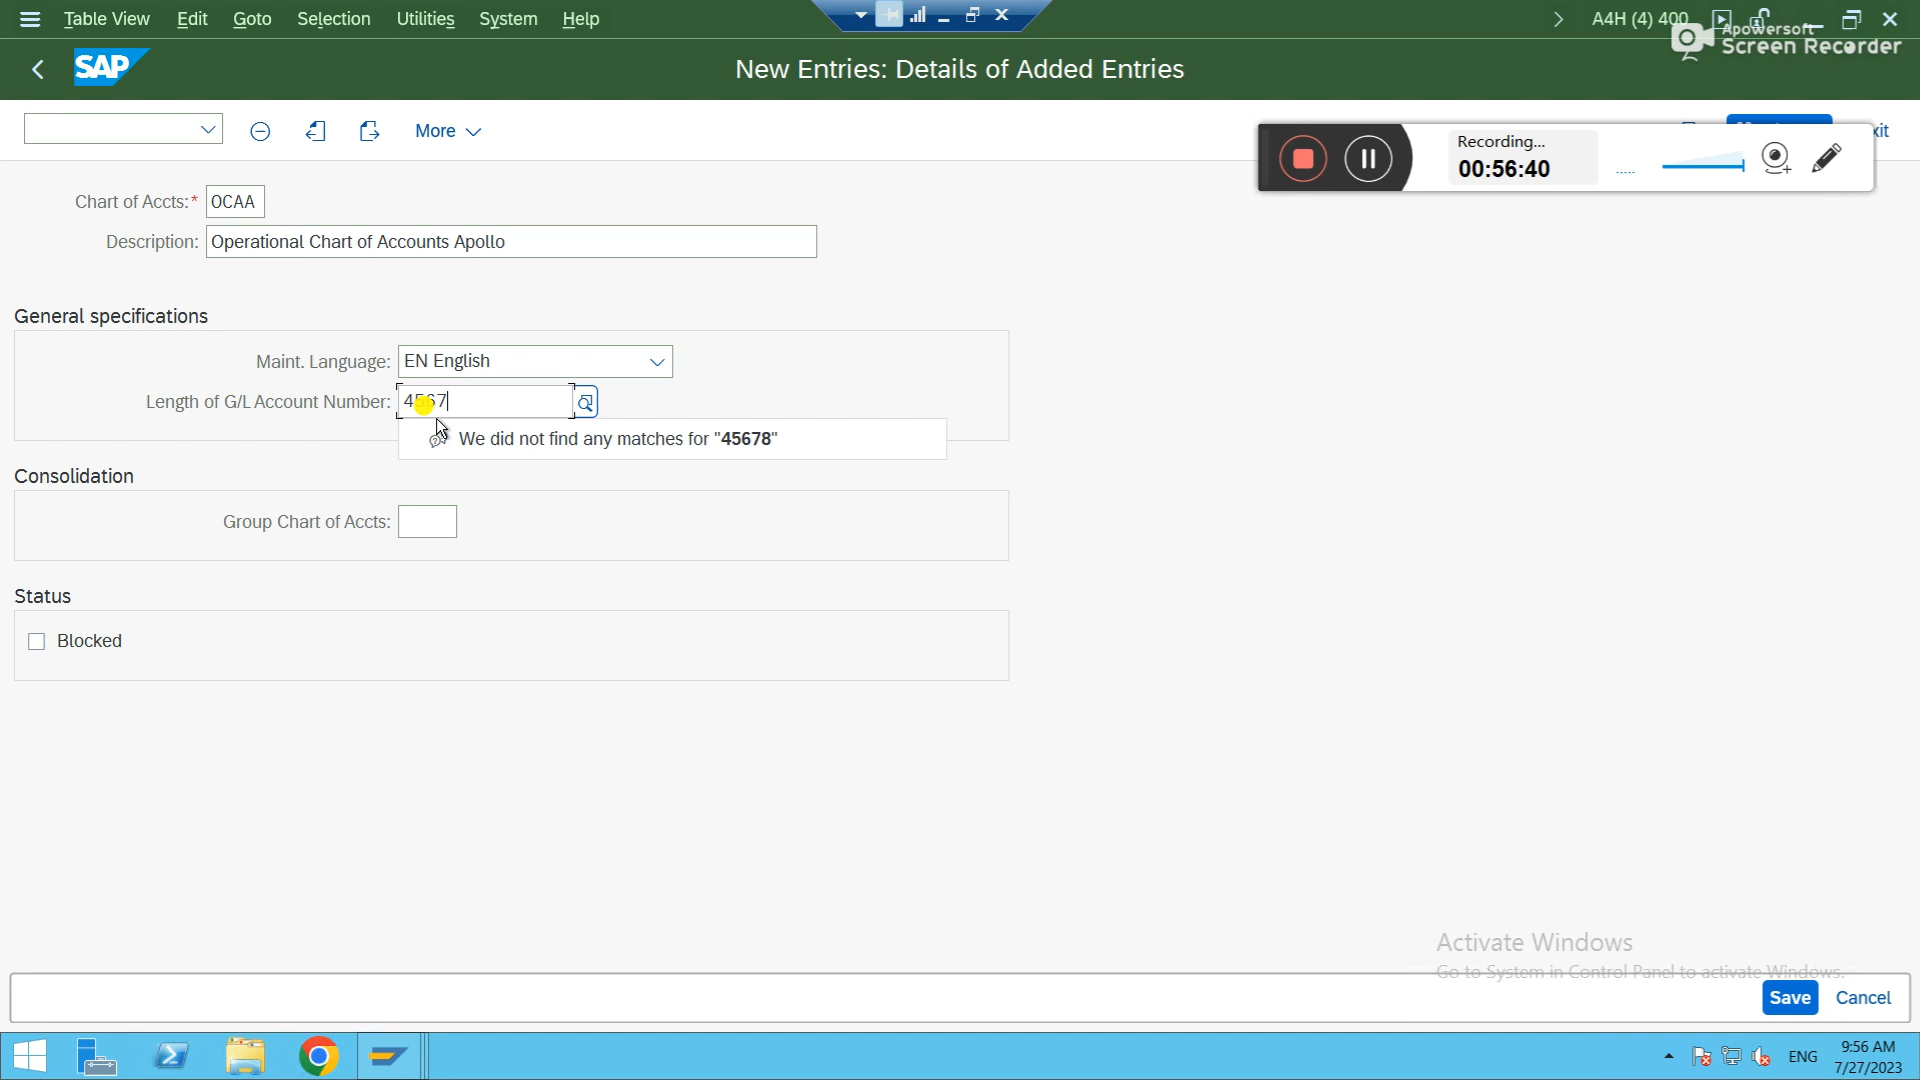 Table View Edit Goto Selection Utilities System Help
A4H (4) 400
Apowersoft
Screen Recorder
SAP
New Entries: Details of Added Entries
More
xit
Recording...
00:56:40
Chart of Accts:* OCAA
Description: Operational Chart of Accounts Apollo
General specifications
Maint. Language: EN English
Length of G/L Account Number: 4567
We did not find any matches for "45678"
Consolidation
Group Chart of Accts:
Status
Blocked
Activate Windows
Go to System in Control Panel to activate Windows.
Save Cancel
ENG
9:56 AM
7/27/2023